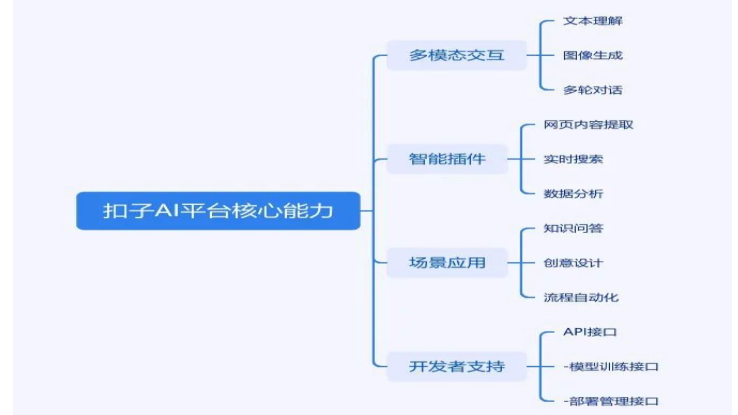 扣子AI平台核心能力
多模态交互
文本理解
图像生成
多轮对话
智能插件
网页内容提取
实时搜索
数据分析
场景应用
知识问答
创意设计
流程自动化
开发者支持
API接口
-模型训练接口
-部署管理接口